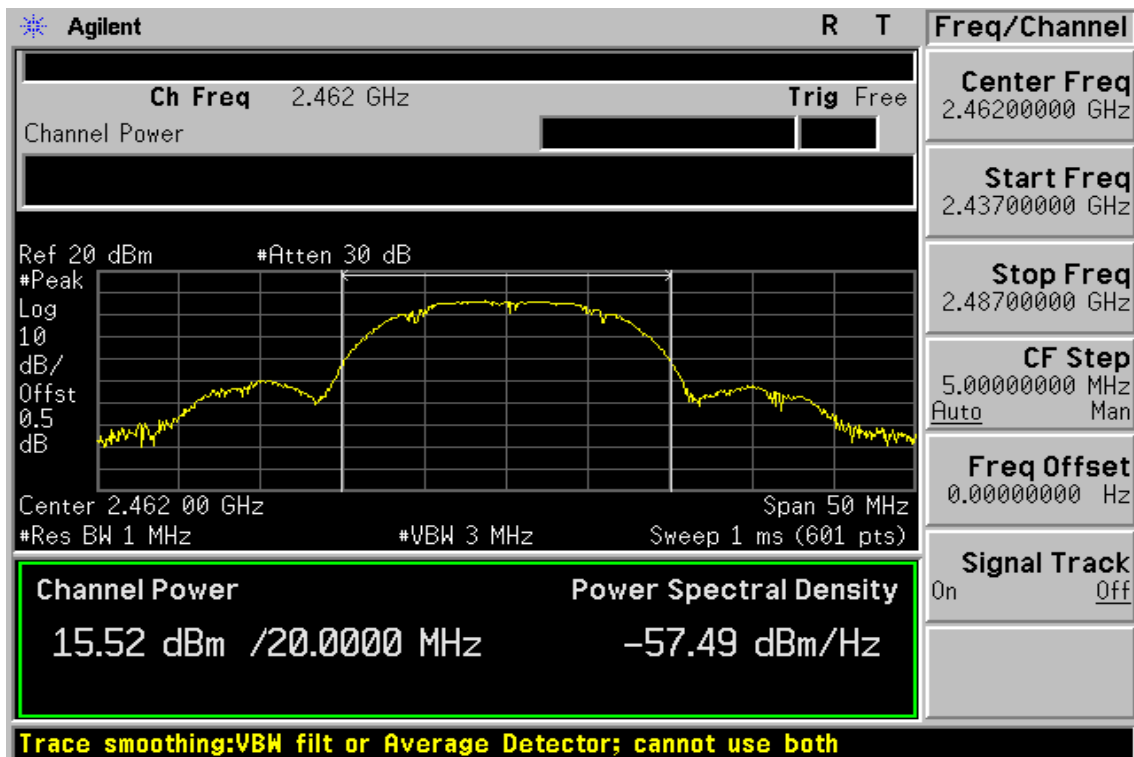 Agilent R T Freq/Channel
Ch Freq 2.462 GHz Trig Free
Channel Power
Center Freq
2.46200000 GHz
Start Freq
2.43700000 GHz
Stop Freq
2.48700000 GHz
CF Step
5.00000000 MHz
Auto Man
Freq Offset
0.00000000 Hz
Signal Track
On Off
Ref 20 dBm #Atten 30 dB
#Peak
Log
10
dB/
Offst
0.5
dB
Center 2.462 00 GHz Span 50 MHz
#Res BW 1 MHz #VBW 3 MHz Sweep 1 ms (601 pts)
Channel Power Power Spectral Density
15.52 dBm /20.0000 MHz -57.49 dBm/Hz
Trace smoothing:VBW filt or Average Detector; cannot use both